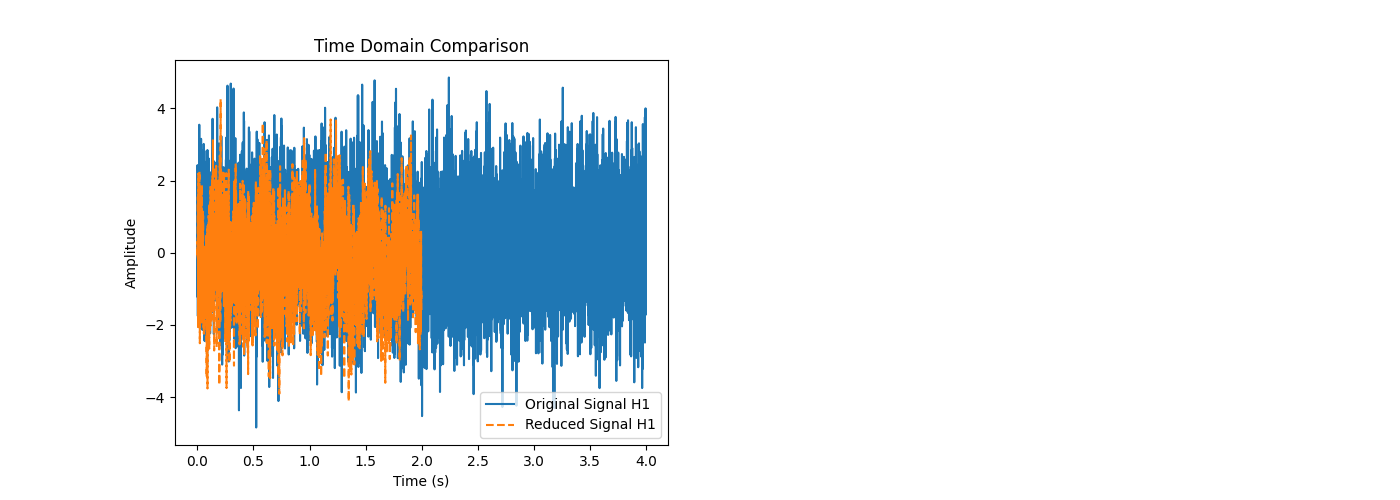 Time Domain Comparison
Amplitude
4
2
0
−2
−4
Original Signal H1
Reduced Signal H1
0.0 0.5 1.0 1.5 2.0 2.5 3.0 3.5 4.0
Time (s)